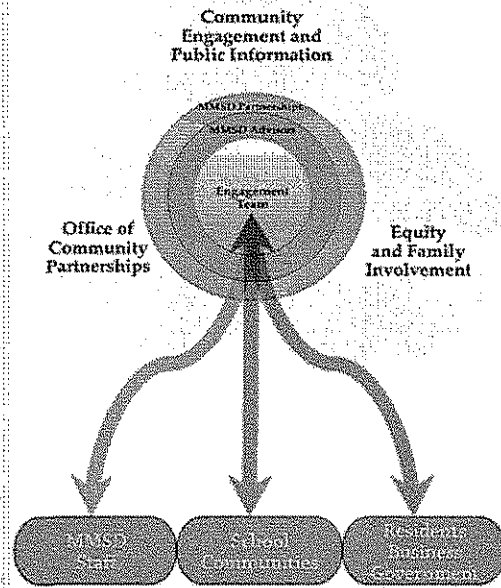 Community
Engagement and
Public Information
MMSD Partnerships
MMSD Advisors
Engagement
Team
Office of
Community
Partnerships
Equity
and Family
Involvement
MMSD
Staff
School
Communities
Residents
Business
Government